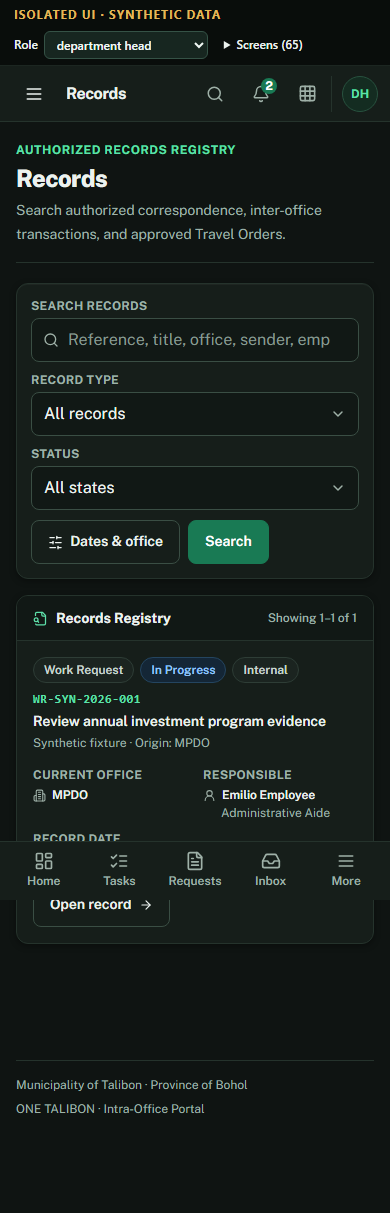 ISOLATED UI · SYNTHETIC DATA
Role department head ▶ Screens (65)
Records 2 DH
AUTHORIZED RECORDS REGISTRY
Records
Search authorized correspondence, inter-office
transactions, and approved Travel Orders.
SEARCH RECORDS
Reference, title, office, sender, emp
RECORD TYPE
All records
STATUS
All states
Dates & office Search
Records Registry Showing 1–1 of 1
Work Request In Progress Internal
WR-SYN-2026-001
Review annual investment program evidence
Synthetic fixture · Origin: MPDO
CURRENT OFFICE RESPONSIBLE
MPDO Emilio Employee
Administrative Aide
RECORD DATE
Home Tasks Requests Inbox More
Open record →
Municipality of Talibon · Province of Bohol
ONE TALIBON · Intra-Office Portal